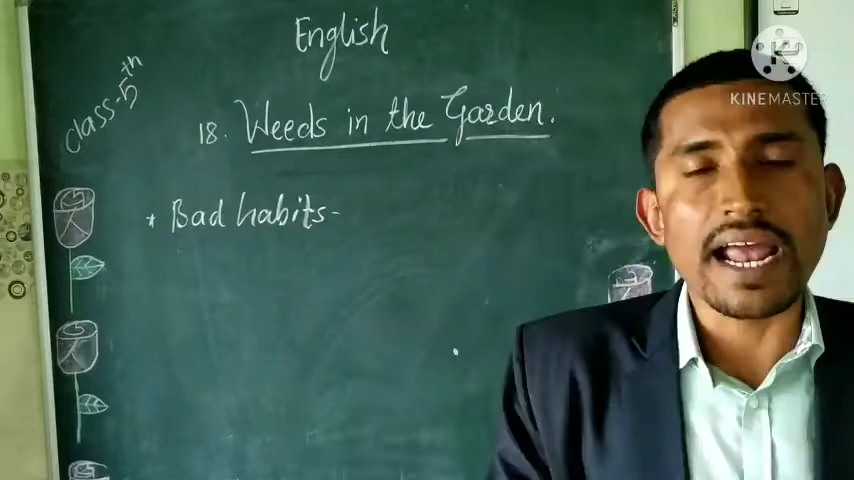 English
class-5th
18. Weeds in the Garden.
* Bad habits-
KINEMASTER